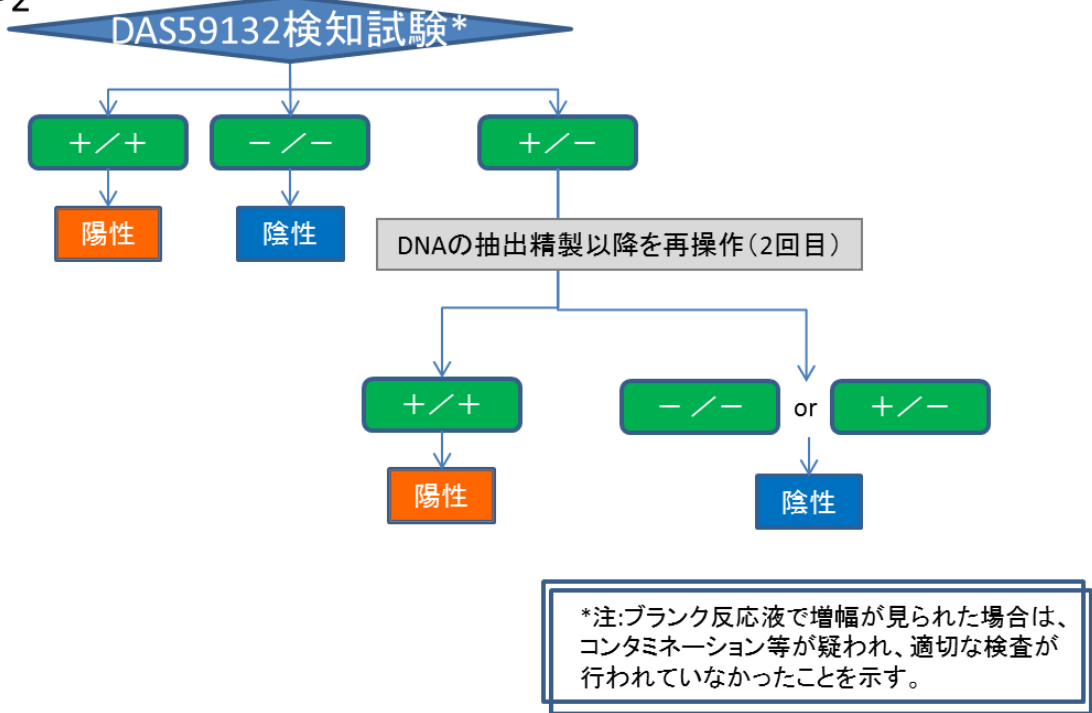 DAS59132検知試験*
+/+
-/-
+/-
陽性
陰性
DNAの抽出精製以降を再操作(2回目)
+/+
-/-
or
+/-
陽性
陰性
*注:ブランク反応液で増幅が見られた場合は、
コンタミネーション等が疑われ、適切な検査が
行われていなかったことを示す。